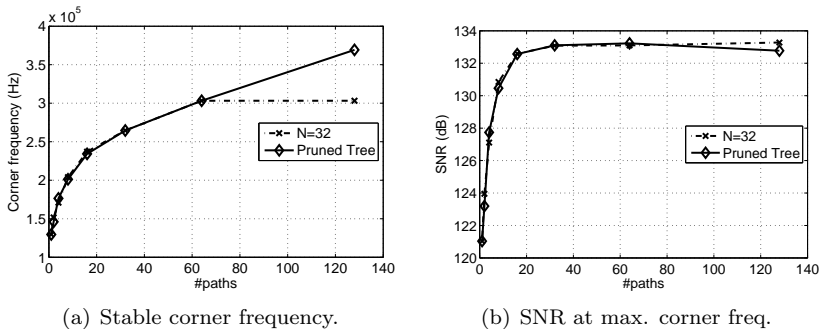 x 10^5
4
3.5
3
2.5
2
1.5
1
0 20 40 60 80 100 120 140
Corner frequency (Hz)
#paths
N=32
Pruned Tree
(a) Stable corner frequency.
134
132
130
128
126
124
122
120
0 20 40 60 80 100 120 140
SNR (dB)
#paths
N=32
Pruned Tree
(b) SNR at max. corner freq.